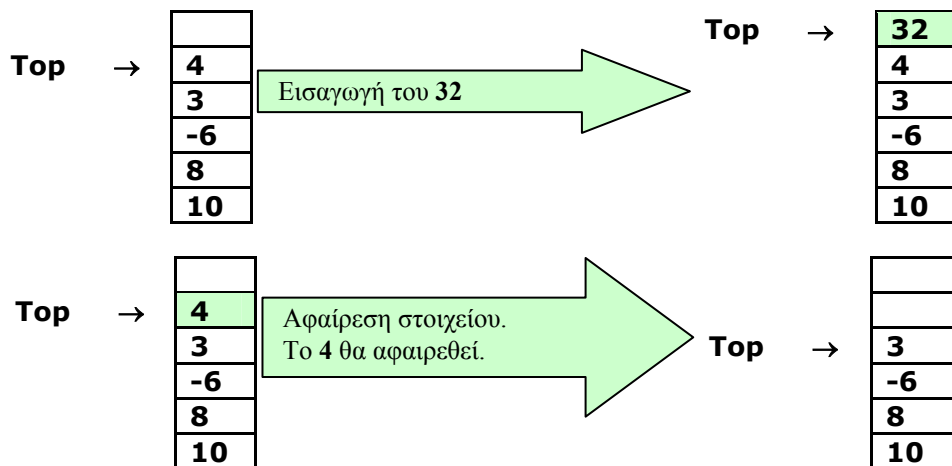 Top → 32
Top → 4 4
3 Εισαγωγή του 32 3
-6 -6
8 8
10 10
Top → 4 Αφαίρεση στοιχείου.
3 Το 4 θα αφαιρεθεί. Top → 3
-6 -6
8 8
10 10